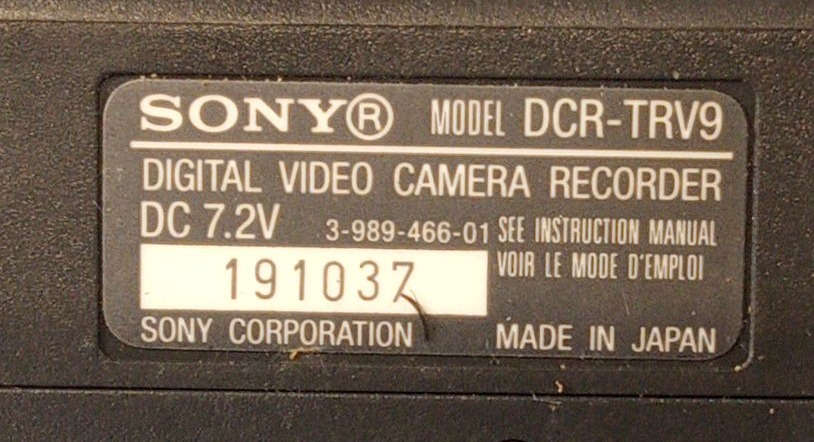 SONY® MODEL DCR-TRV9
DIGITAL VIDEO CAMERA RECORDER
DC 7.2V 3-989-466-01 SEE INSTRUCTION MANUAL
VOIR LE MODE D'EMPLOI
191037
SONY CORPORATION MADE IN JAPAN